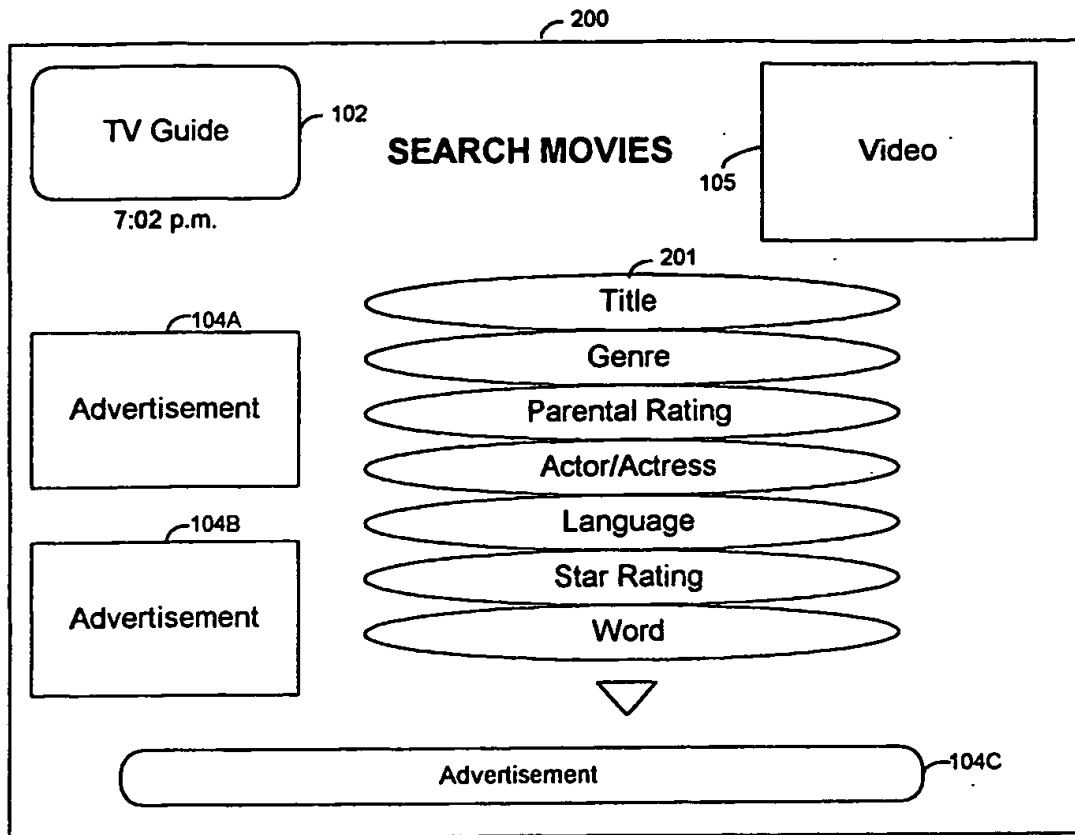 200
TV Guide
102
SEARCH MOVIES
Video
105
7:02 p.m.
201
Title
104A
Genre
Advertisement
Parental Rating
Actor/Actress
104B
Language
Advertisement
Star Rating
Word
Advertisement
104C